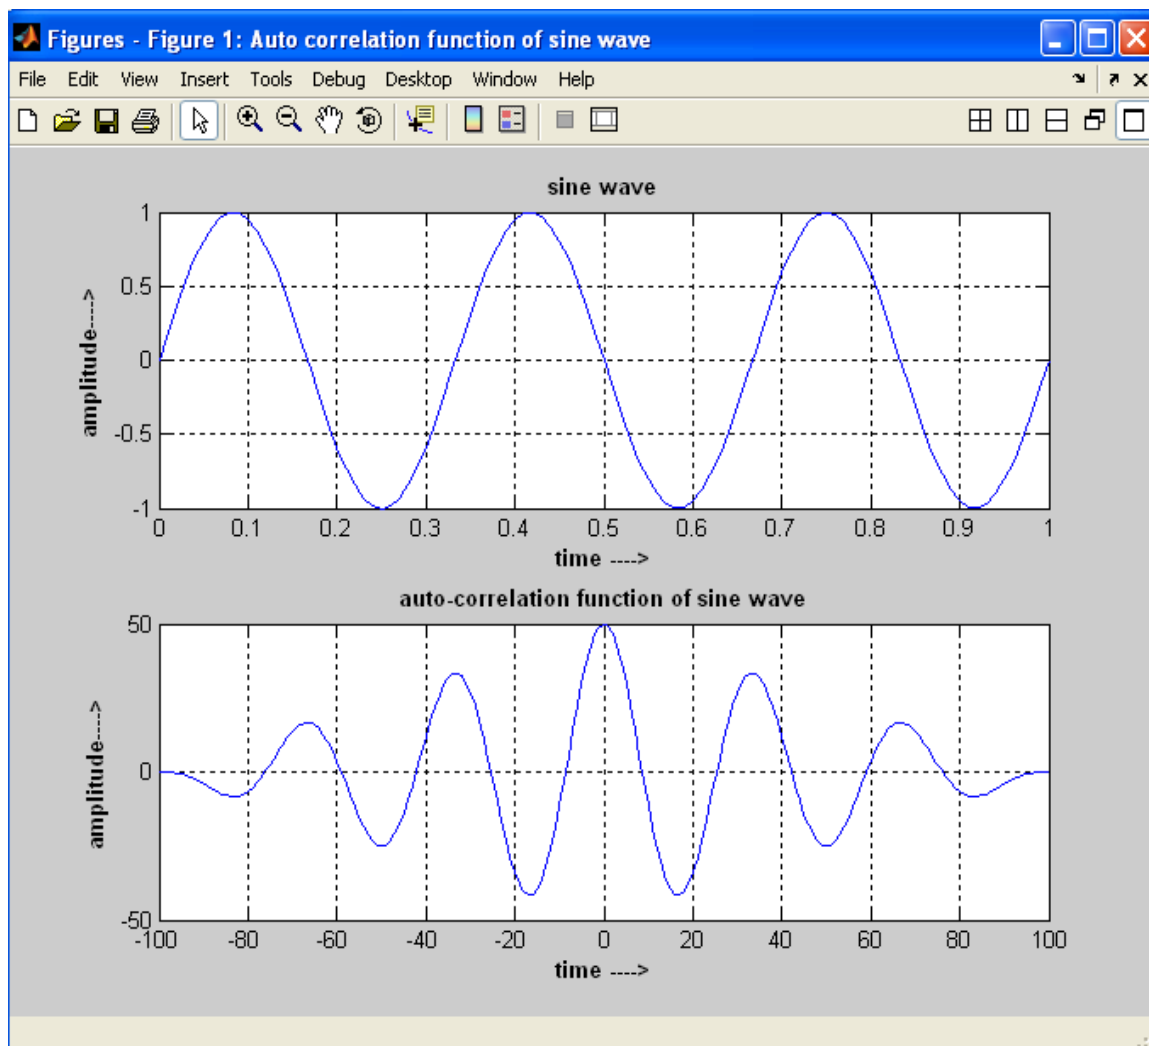 Figures - Figure 1: Auto correlation function of sine wave
File Edit View Insert Tools Debug Desktop Window Help
sine wave
1
0.5
0
-0.5
-1
amplitude---->
0 0.1 0.2 0.3 0.4 0.5 0.6 0.7 0.8 0.9 1
time ---->
auto-correlation function of sine wave
50
0
-50
amplitude---->
-100 -80 -60 -40 -20 0 20 40 60 80 100
time ---->